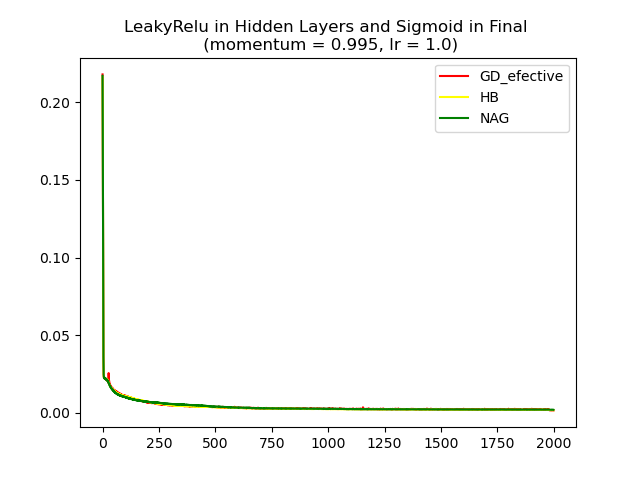 LeakyRelu in Hidden Layers and Sigmoid in Final
(momentum = 0.995, lr = 1.0)
GD_efective
HB
NAG
0.20
0.15
0.10
0.05
0.00
0 250 500 750 1000 1250 1500 1750 2000